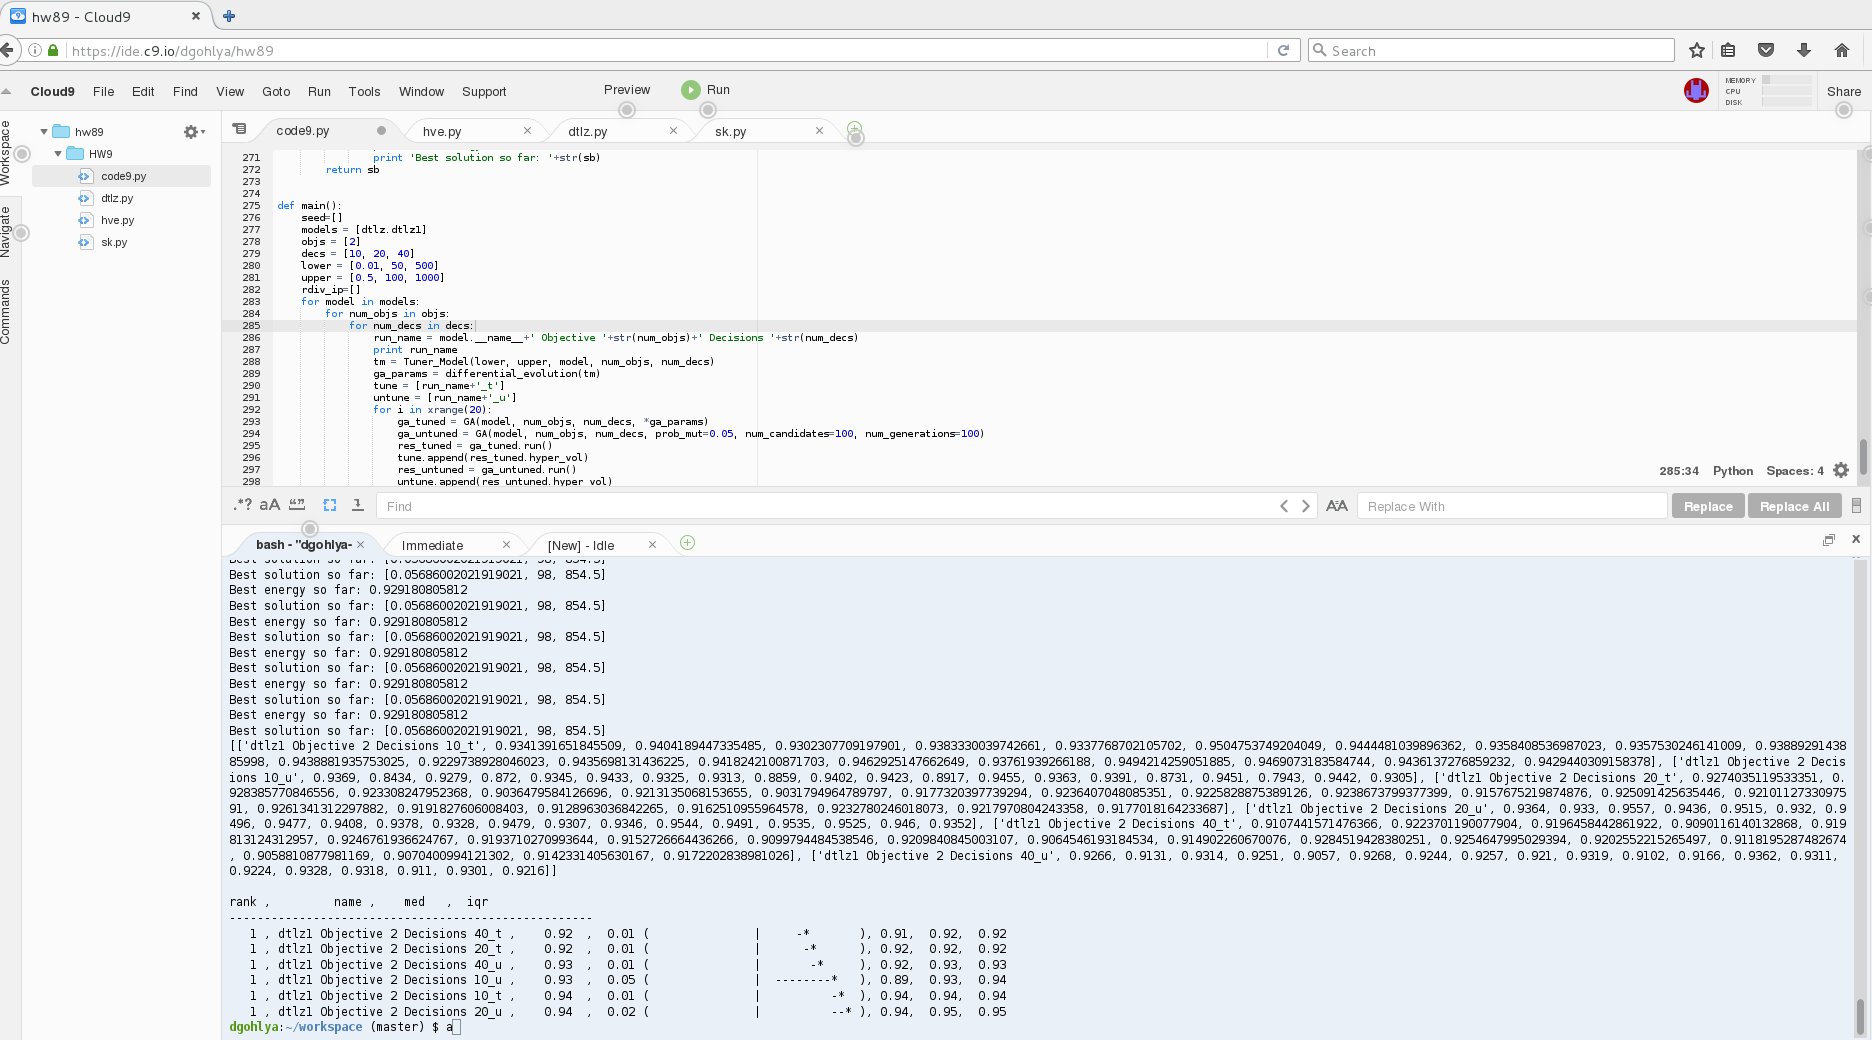 hw89 - Cloud9
https://ide.c9.io/dgohlya/hw89
Search
Cloud9 File Edit Find View Goto Run Tools Window Support Preview Run
MEMORY
CPU
DISK
Share
Workspace
Navigate
Commands
hw89
HW9
code9.py
dtlz.py
hve.py
sk.py
code9.py hve.py dtlz.py sk.py
271 print 'Best solution so far: '+str(sb)
272 return sb
273
274
275 def main():
276 seed=[]
277 models = [dtlz.dtlz1]
278 objs = [2]
279 decs = [10, 20, 40]
280 lower = [0.01, 50, 500]
281 upper = [0.5, 100, 1000]
282 rdiv_ip=[]
283 for model in models:
284 for num_objs in objs:
285 for num_decs in decs:
286 run_name = model.__name__+' Objective '+str(num_objs)+' Decisions '+str(num_decs)
287 print run_name
288 tm = Tuner_Model(lower, upper, model, num_objs, num_decs)
289 ga_params = differential_evolution(tm)
290 tune = [run_name+'_t']
291 untune = [run_name+'_u']
292 for i in xrange(20):
293 ga_tuned = GA(model, num_objs, num_decs, *ga_params)
294 ga_untuned = GA(model, num_objs, num_decs, prob_mut=0.05, num_candidates=100, num_generations=100)
295 res_tuned = ga_tuned.run()
296 tune.append(res_tuned.hyper_vol)
297 res_untuned = ga_untuned.run()
298 untune.append(res_untuned.hyper_vol)
285:34 Python Spaces: 4
.*? aA Find AA Replace With Replace Replace All
bash - "dgohlya- Immediate [New] - Idle
Best solution so far: [0.05686002021919021, 98, 854.5]
Best solution so far: [0.05686002021919021, 98, 854.5]
Best energy so far: 0.929180805812
Best solution so far: [0.05686002021919021, 98, 854.5]
Best energy so far: 0.929180805812
Best solution so far: [0.05686002021919021, 98, 854.5]
Best energy so far: 0.929180805812
Best solution so far: [0.05686002021919021, 98, 854.5]
Best energy so far: 0.929180805812
Best solution so far: [0.05686002021919021, 98, 854.5]
Best energy so far: 0.929180805812
Best solution so far: [0.05686002021919021, 98, 854.5]
[['dtlz1 Objective 2 Decisions 10_t', 0.9341391651845509, 0.9404189447335485, 0.9302307709197901, 0.9383330039742661, 0.9337768702105702, 0.9504753749204049, 0.9444481039896362, 0.9358408536987023, 0.9357530246141009, 0.93889291438
85998, 0.9438881935753025, 0.9229738928046023, 0.9435698131436225, 0.9418242100871703, 0.9462925147662649, 0.93761939266188, 0.9494214259051885, 0.9469073183584744, 0.9436137276859232, 0.9429440309158378], ['dtlz1 Objective 2 Decis
ions 10_u', 0.9369, 0.8434, 0.9279, 0.872, 0.9345, 0.9433, 0.9325, 0.9313, 0.8859, 0.9402, 0.9423, 0.8917, 0.9455, 0.9363, 0.9391, 0.8731, 0.9451, 0.7943, 0.9442, 0.9305], ['dtlz1 Objective 2 Decisions 20_t', 0.9274035119533351, 0.
928385770846556, 0.923308247952368, 0.9036479584126696, 0.9213135068153655, 0.9031794964789797, 0.9177320397739294, 0.9236407048085351, 0.9225828875389126, 0.9238673799377399, 0.9157675219874876, 0.925091425635446, 0.92101127330975
91, 0.9261341312297882, 0.9191827606008403, 0.9128963036842265, 0.9162510955964578, 0.9232780246018073, 0.9217970804243358, 0.9177018164233687], ['dtlz1 Objective 2 Decisions 20_u', 0.9364, 0.933, 0.9557, 0.9436, 0.9515, 0.932, 0.9
496, 0.9477, 0.9408, 0.9378, 0.9328, 0.9479, 0.9307, 0.9346, 0.9544, 0.9491, 0.9535, 0.9525, 0.946, 0.9352], ['dtlz1 Objective 2 Decisions 40_t', 0.9107441571476366, 0.9223701190077904, 0.9196458442861922, 0.9090116140132868, 0.919
813124312957, 0.9246761936624767, 0.9193710270993644, 0.9152726664436266, 0.9099794484538546, 0.9209840845003107, 0.9064546193184534, 0.914902260670076, 0.9284519428380251, 0.9254647995029394, 0.9202552215265497, 0.9118195287482674
, 0.9058810877981169, 0.9070400994121302, 0.9142331405630167, 0.9172202838981026], ['dtlz1 Objective 2 Decisions 40_u', 0.9266, 0.9131, 0.9314, 0.9251, 0.9057, 0.9268, 0.9244, 0.9257, 0.921, 0.9319, 0.9102, 0.9166, 0.9362, 0.9311,
0.9224, 0.9328, 0.9318, 0.911, 0.9301, 0.9216]]
rank , name , med , iqr
----------------------------------------------------
1 , dtlz1 Objective 2 Decisions 40_t , 0.92 , 0.01 ( | -* ), 0.91, 0.92, 0.92
1 , dtlz1 Objective 2 Decisions 20_t , 0.92 , 0.01 ( | -* ), 0.92, 0.92, 0.92
1 , dtlz1 Objective 2 Decisions 40_u , 0.93 , 0.01 ( | -* ), 0.92, 0.93, 0.93
1 , dtlz1 Objective 2 Decisions 10_u , 0.93 , 0.05 ( | --------* ), 0.89, 0.93, 0.94
1 , dtlz1 Objective 2 Decisions 10_t , 0.94 , 0.01 ( | -* ), 0.94, 0.94, 0.94
1 , dtlz1 Objective 2 Decisions 20_u , 0.94 , 0.02 ( | --* ), 0.94, 0.95, 0.95
dgohlya:~/workspace (master) $ a